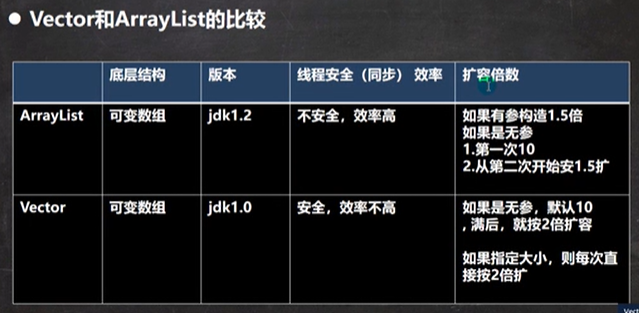 ● Vector和ArrayList的比较
底层结构 版本 线程安全（同步） 效率 扩容倍数
ArrayList 可变数组 jdk1.2 不安全，效率高 如果有参构造1.5倍
如果是无参
1.第一次10
2.从第二次开始安1.5扩
Vector 可变数组 jdk1.0 安全，效率不高 如果是无参，默认10
, 满后，就按2倍扩容
如果指定大小，则每次直
接按2倍扩
Vect